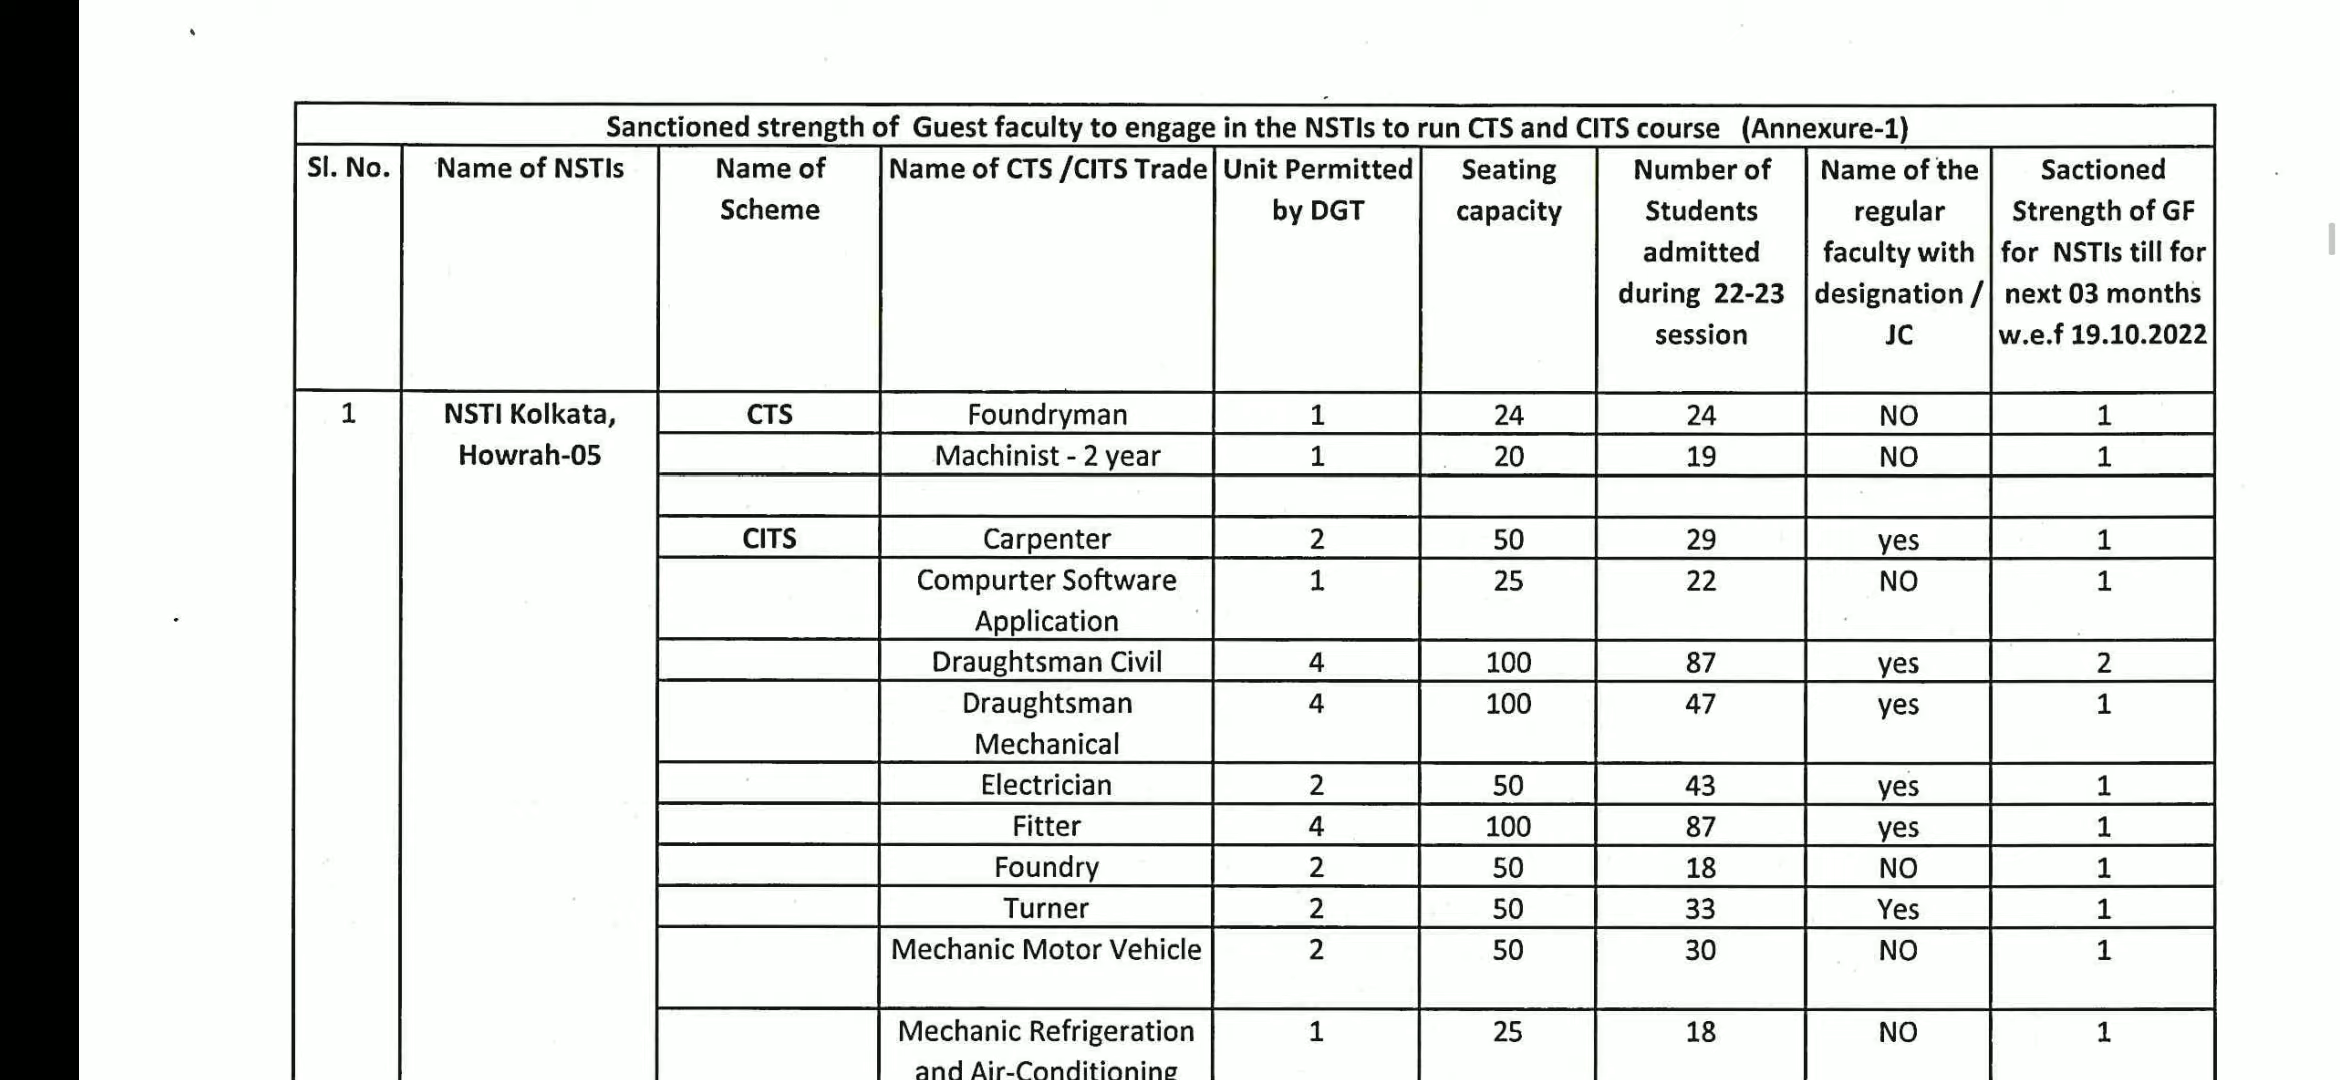 Sanctioned strength of Guest faculty to engage in the NSTIs to run CTS and CITS course (Annexure-1)
Sl. No. Name of NSTIs Name of Scheme Name of CTS /CITS Trade Unit Permitted by DGT Seating capacity Number of Students admitted during 22-23 session Name of the regular faculty with designation / JC Sactioned Strength of GF for NSTIs till for next 03 months w.e.f 19.10.2022
1 NSTI Kolkata, Howrah-05 CTS Foundryman 1 24 24 NO 1
Machinist - 2 year 1 20 19 NO 1
CITS Carpenter 2 50 29 yes 1
Compurter Software Application 1 25 22 NO 1
Draughtsman Civil 4 100 87 yes 2
Draughtsman Mechanical 4 100 47 yes 1
Electrician 2 50 43 yes 1
Fitter 4 100 87 yes 1
Foundry 2 50 18 NO 1
Turner 2 50 33 Yes 1
Mechanic Motor Vehicle 2 50 30 NO 1
Mechanic Refrigeration and Air-Conditioning 1 25 18 NO 1